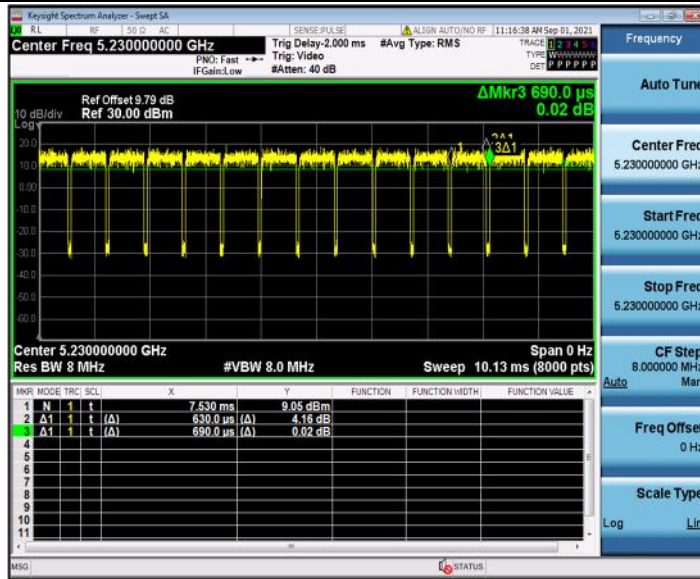 Keysight Spectrum Analyzer - Swept SA
RL RF 50 Ω AC SENSE:PULSE ALIGN AUTO/NO RF 11:16:38 AM Sep 01, 2021
Center Freq 5.230000000 GHz Trig Delay-2.000 ms #Avg Type: RMS TRACE 1 2 3 4 5 6
PNO: Fast Trig: Video TYPE
IFGain:Low #Atten: 40 dB DET P P P P P P
ΔMkr3 690.0 µs
0.02 dB
Ref Offset 9.79 dB
10 dB/div Ref 30.00 dBm
Log
20.0
10.0
0.00
-10.0
-20.0
-30.0
-40.0
-50.0
-60.0
1
3Δ1
Center 5.230000000 GHz Span 0 Hz
Res BW 8 MHz #VBW 8.0 MHz Sweep 10.13 ms (8000 pts)
MKR MODE TRC SCL X Y FUNCTION FUNCTION WIDTH FUNCTION VALUE
1 N 1 t 7.530 ms 9.05 dBm
2 Δ1 1 t (Δ) 630.0 µs (Δ) 4.16 dB
3 Δ1 1 t (Δ) 690.0 µs (Δ) 0.02 dB
4
5
6
7
8
9
10
11
MSG STATUS
Frequency
Auto Tune
Center Freq
5.230000000 GHz
Start Freq
5.230000000 GHz
Stop Freq
5.230000000 GHz
CF Step
8.000000 MHz
Auto Man
Freq Offset
0 Hz
Scale Type
Log Lin